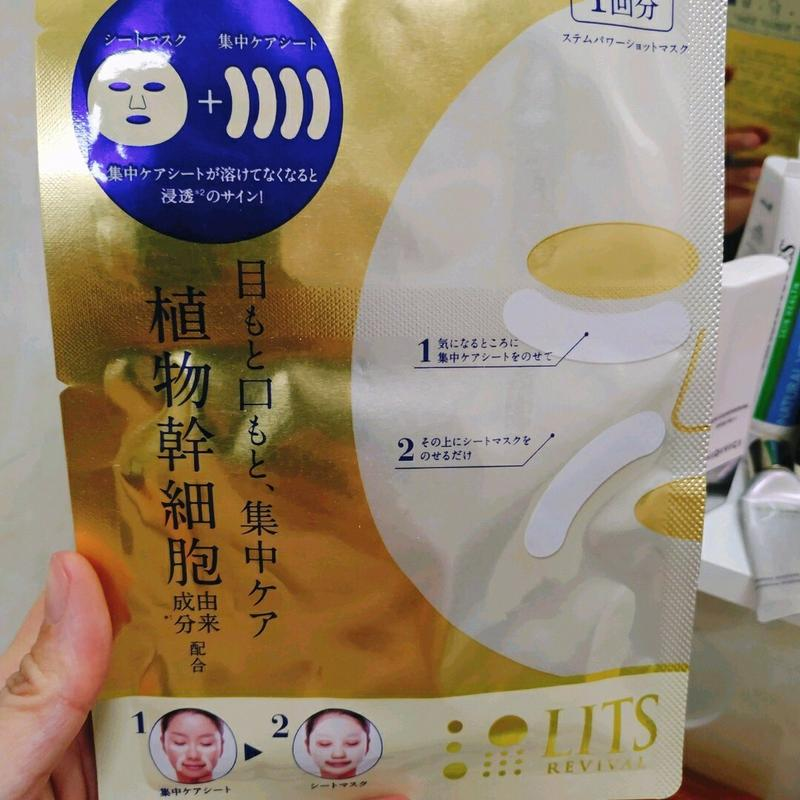 1回分
ステムパワーショットマスク
シートマスク
集中ケアシート
+
集中ケアシートが溶けてなくなると
浸透※2のサイン!
目もと口もと、集中ケア
植物幹細胞
由来
成分※1
配合
1 気になるところに
集中ケアシートをのせて
2 その上にシートマスクを
のせるだけ
1
集中ケアシート
2
シートマスク
LITS
REVIVAL